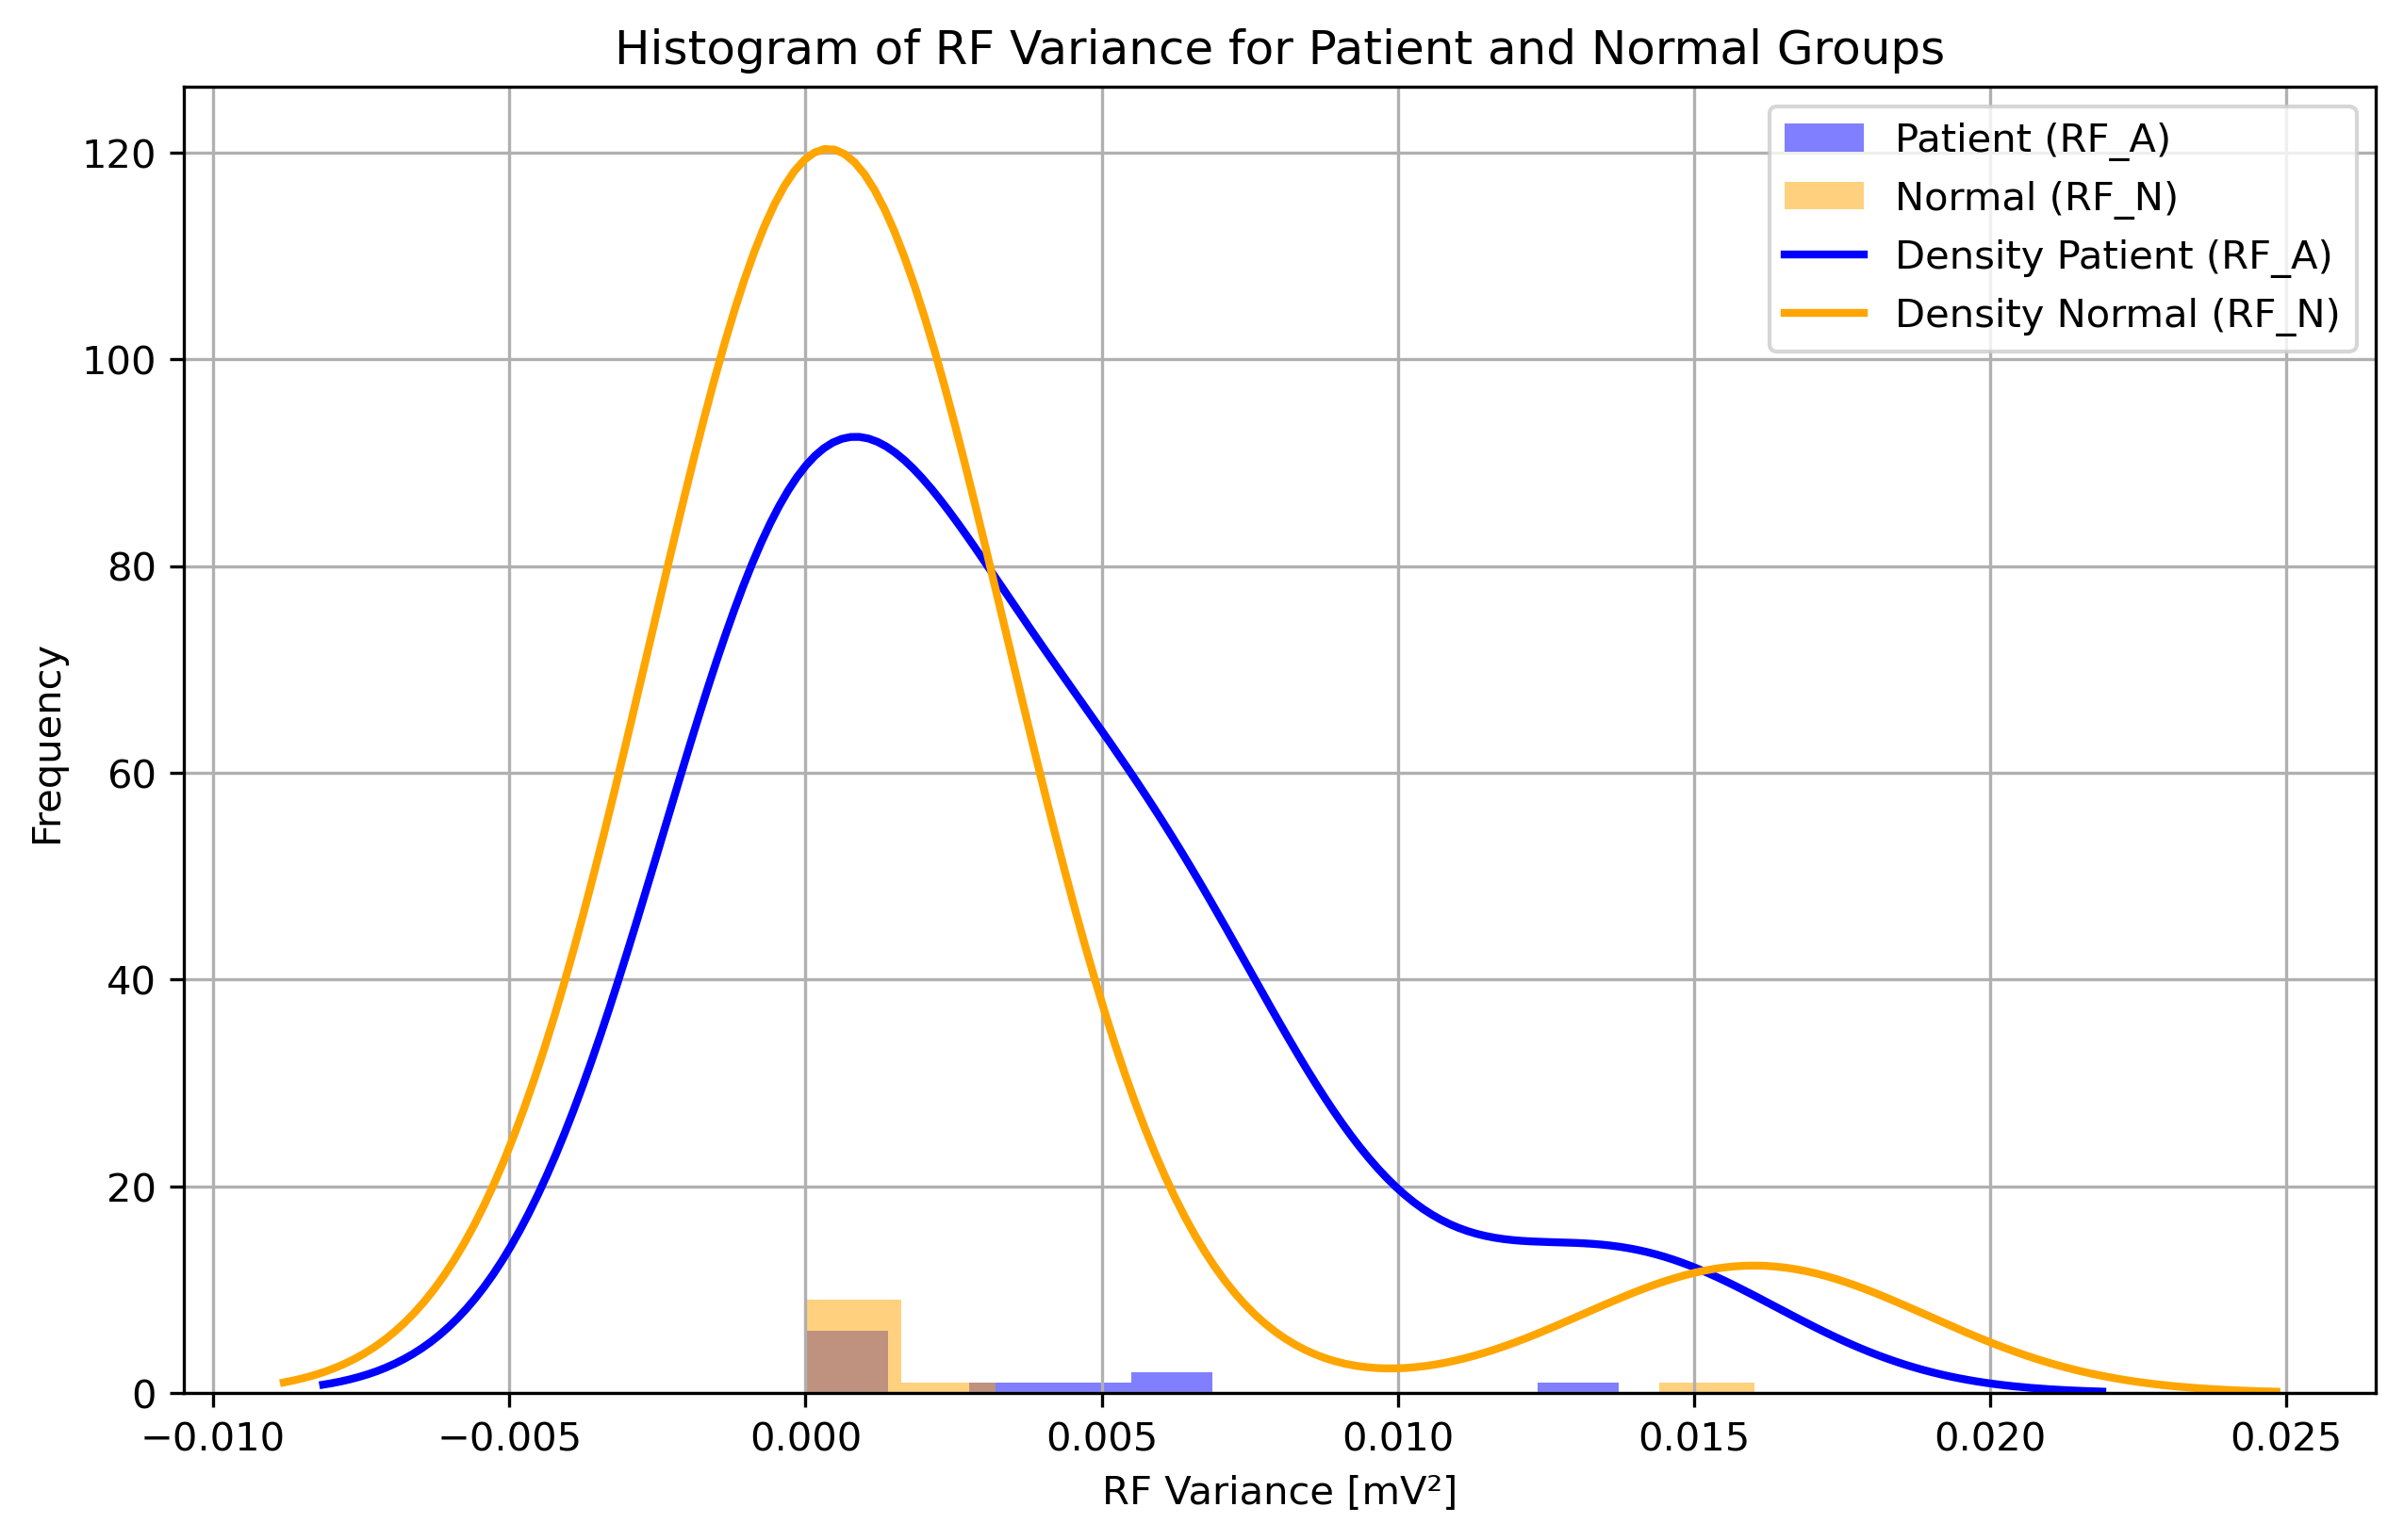 Histogram of RF Variance for Patient and Normal Groups
Patient (RF_A)
Normal (RF_N)
Density Patient (RF_A)
Density Normal (RF_N)
120
100
80
60
40
20
0
Frequency
−0.010 −0.005 0.000 0.005 0.010 0.015 0.020 0.025
RF Variance [mV²]